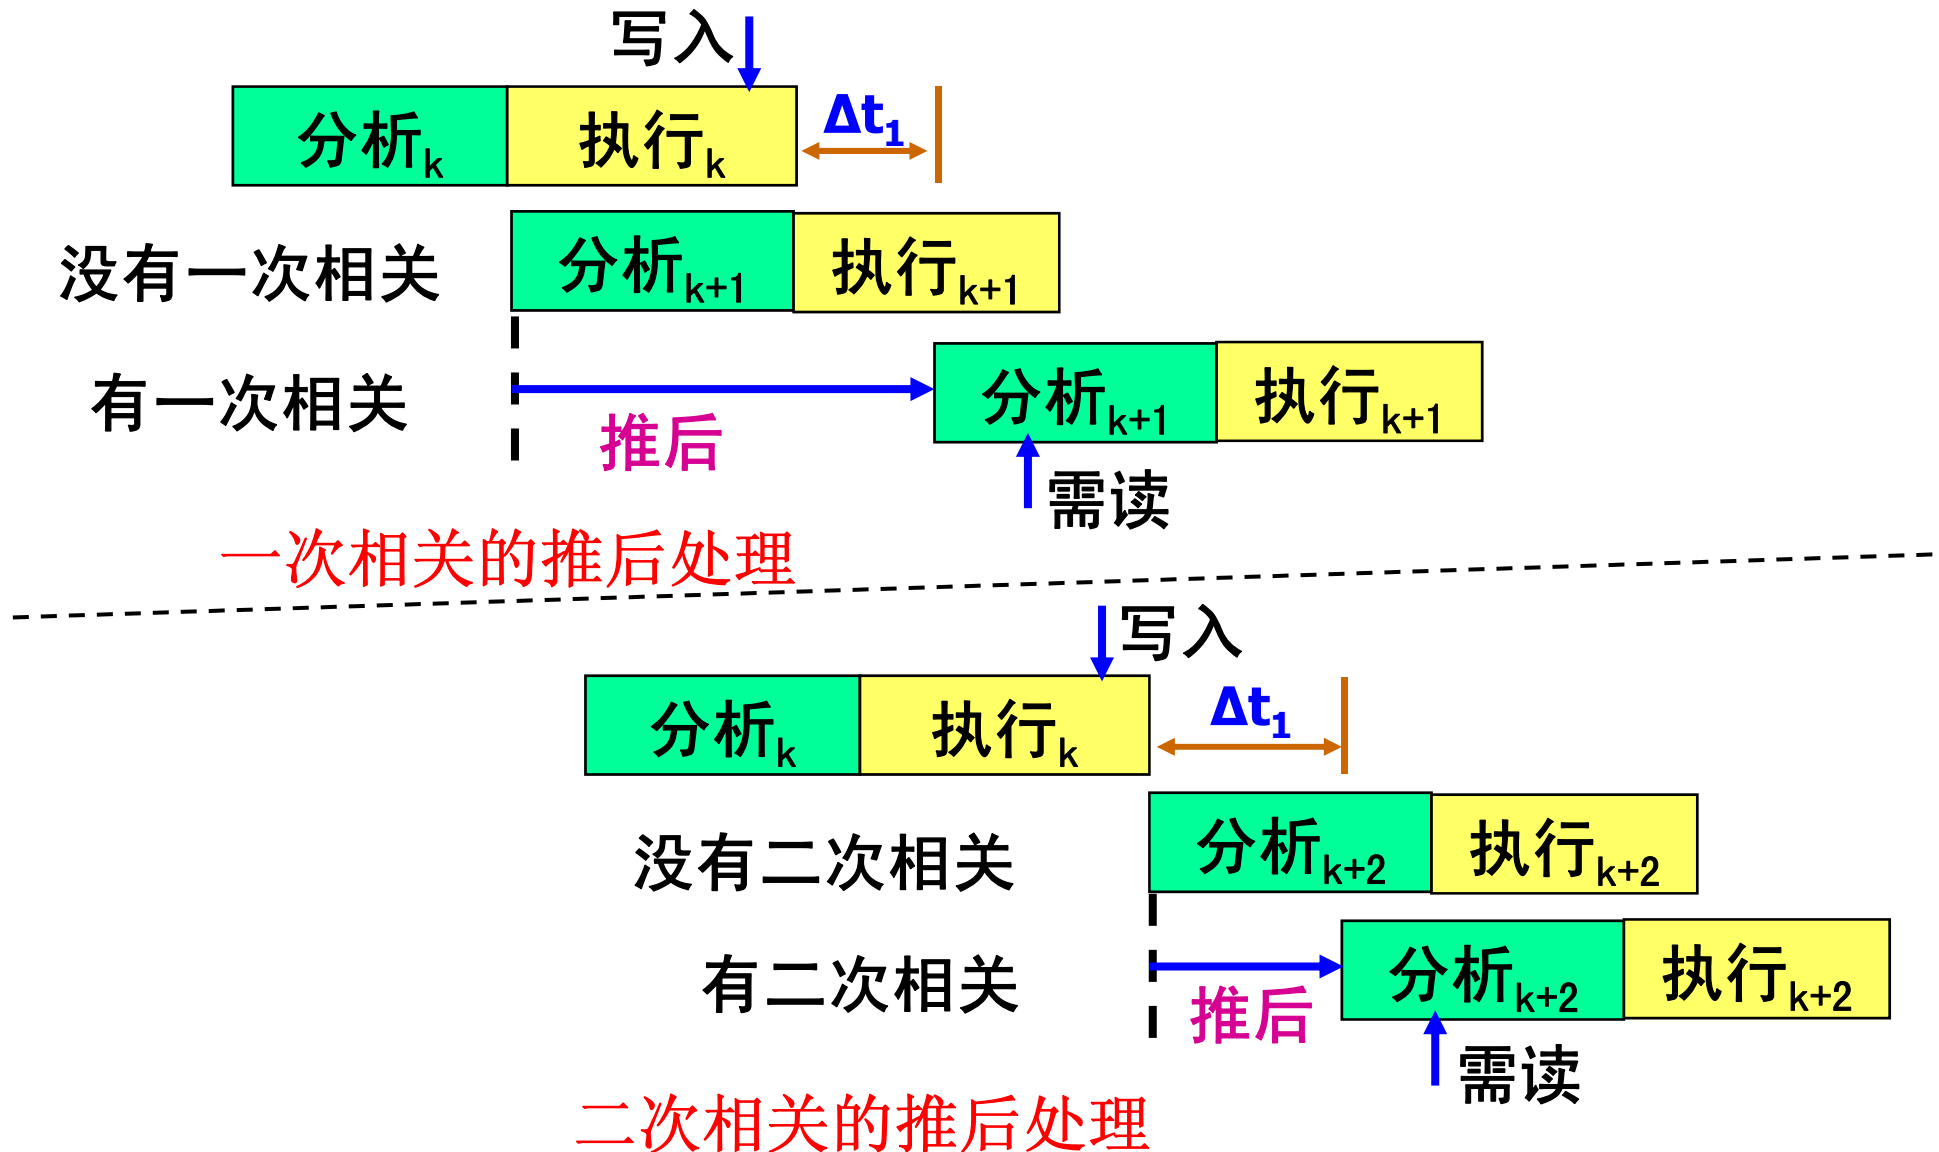 写入
分析k 执行k Δt1
没有一次相关 分析k+1 执行k+1
有一次相关 分析k+1 执行k+1
推后
需读
一次相关的推后处理
写入
分析k 执行k Δt1
没有二次相关 分析k+2 执行k+2
有二次相关 分析k+2 执行k+2
推后
需读
二次相关的推后处理